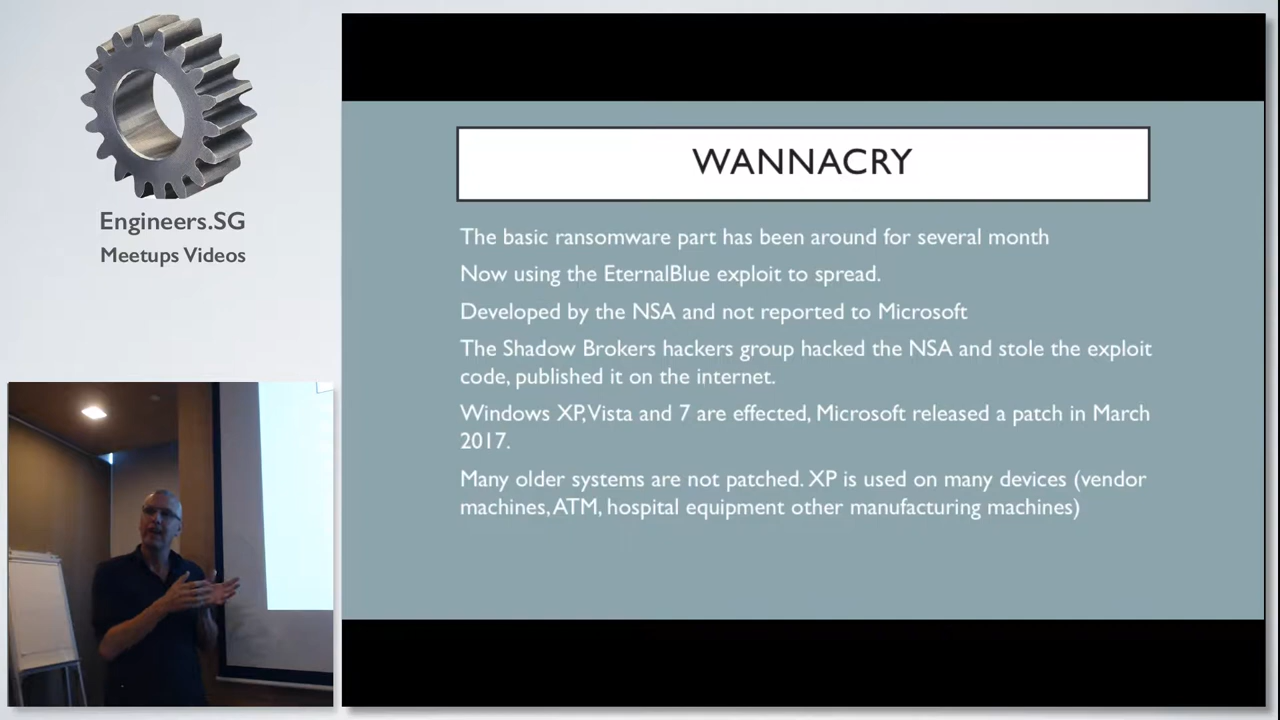 Engineers.SG
Meetups Videos
WANNACRY
The basic ransomware part has been around for several month
Now using the EternalBlue exploit to spread.
Developed by the NSA and not reported to Microsoft
The Shadow Brokers hackers group hacked the NSA and stole the exploit
code, published it on the internet.
Windows XP, Vista and 7 are effected, Microsoft released a patch in March
2017.
Many older systems are not patched. XP is used on many devices (vendor
machines, ATM, hospital equipment other manufacturing machines)